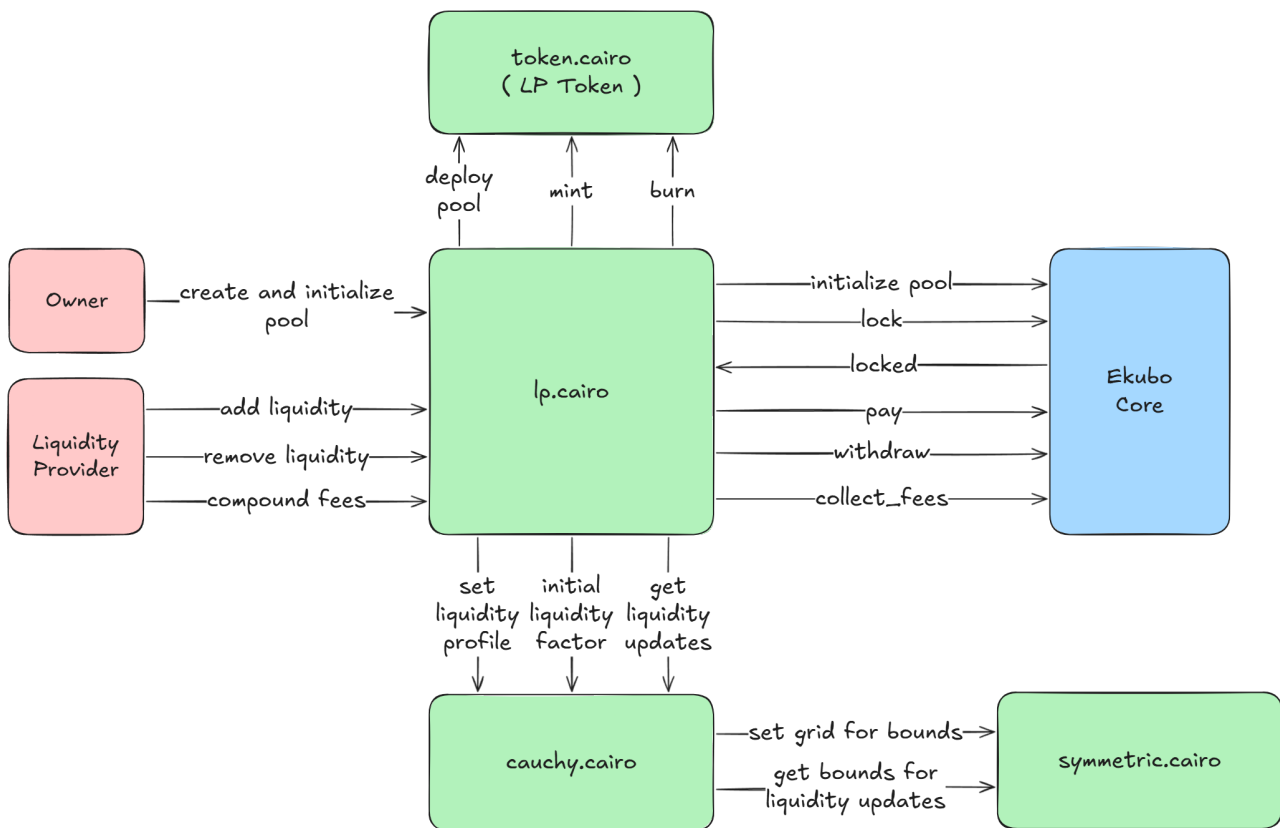 token.cairo
( LP Token )
deploy
pool
mint
burn
Owner
create and initialize
pool
Liquidity
Provider
add liquidity
remove liquidity
compound fees
lp.cairo
initialize pool
lock
locked
pay
withdraw
collect_fees
Ekubo
Core
set
liquidity
profile
initial
liquidity
factor
get
liquidity
updates
cauchy.cairo
set grid for bounds
get bounds for
liquidity updates
symmetric.cairo